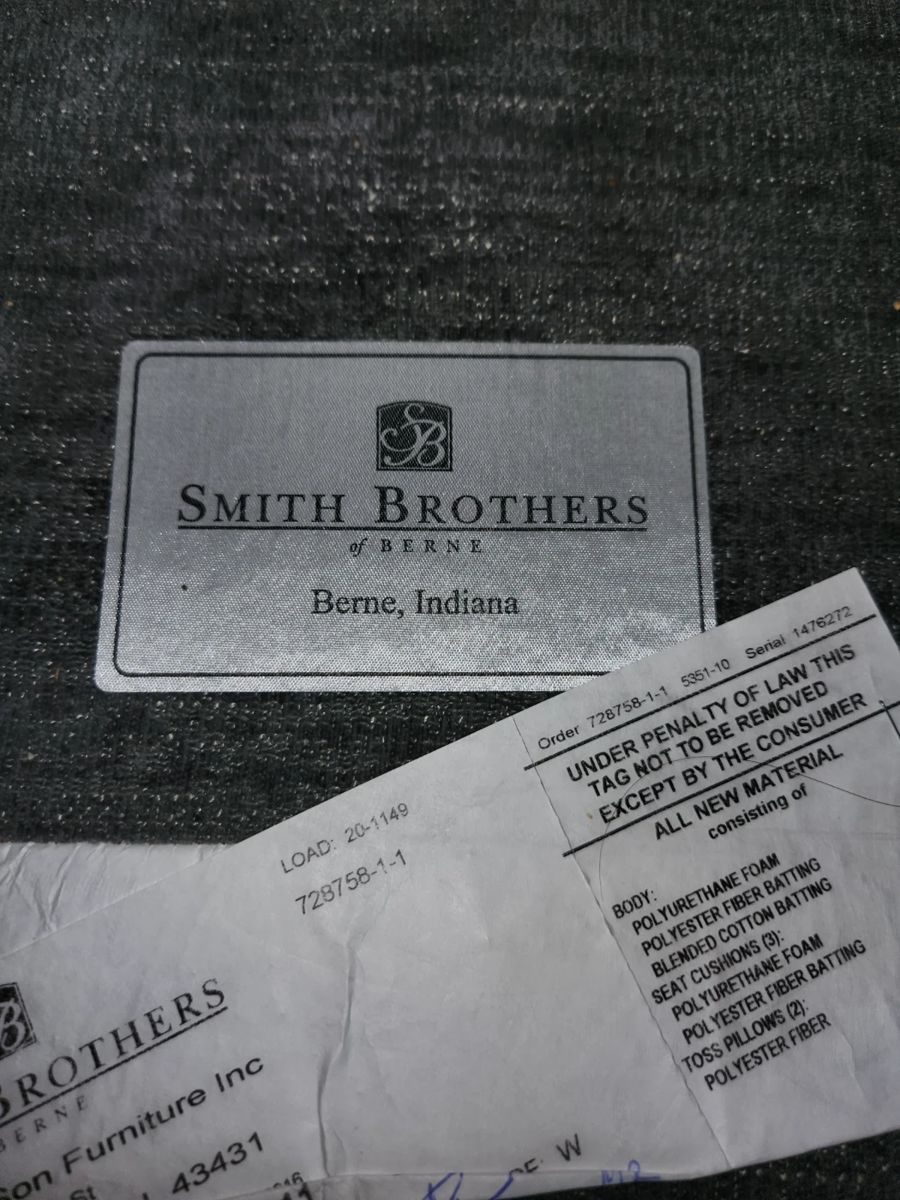 SB
SMITH BROTHERS
of BERNE
Berne, Indiana
Order 728758-1-1 5351-10 Serial 1476272
UNDER PENALTY OF LAW THIS
TAG NOT TO BE REMOVED
EXCEPT BY THE CONSUMER
ALL NEW MATERIAL
consisting of
BODY:
POLYURETHANE FOAM
POLYESTER FIBER BATTING
BLENDED COTTON BATTING
SEAT CUSHIONS (3):
POLYURETHANE FOAM
POLYESTER FIBER BATTING
TOSS PILLOWS (2):
POLYESTER FIBER
LOAD: 20-1149
728758-1-1
B
BROTHERS
BERNE
son Furniture Inc
St
43431
W